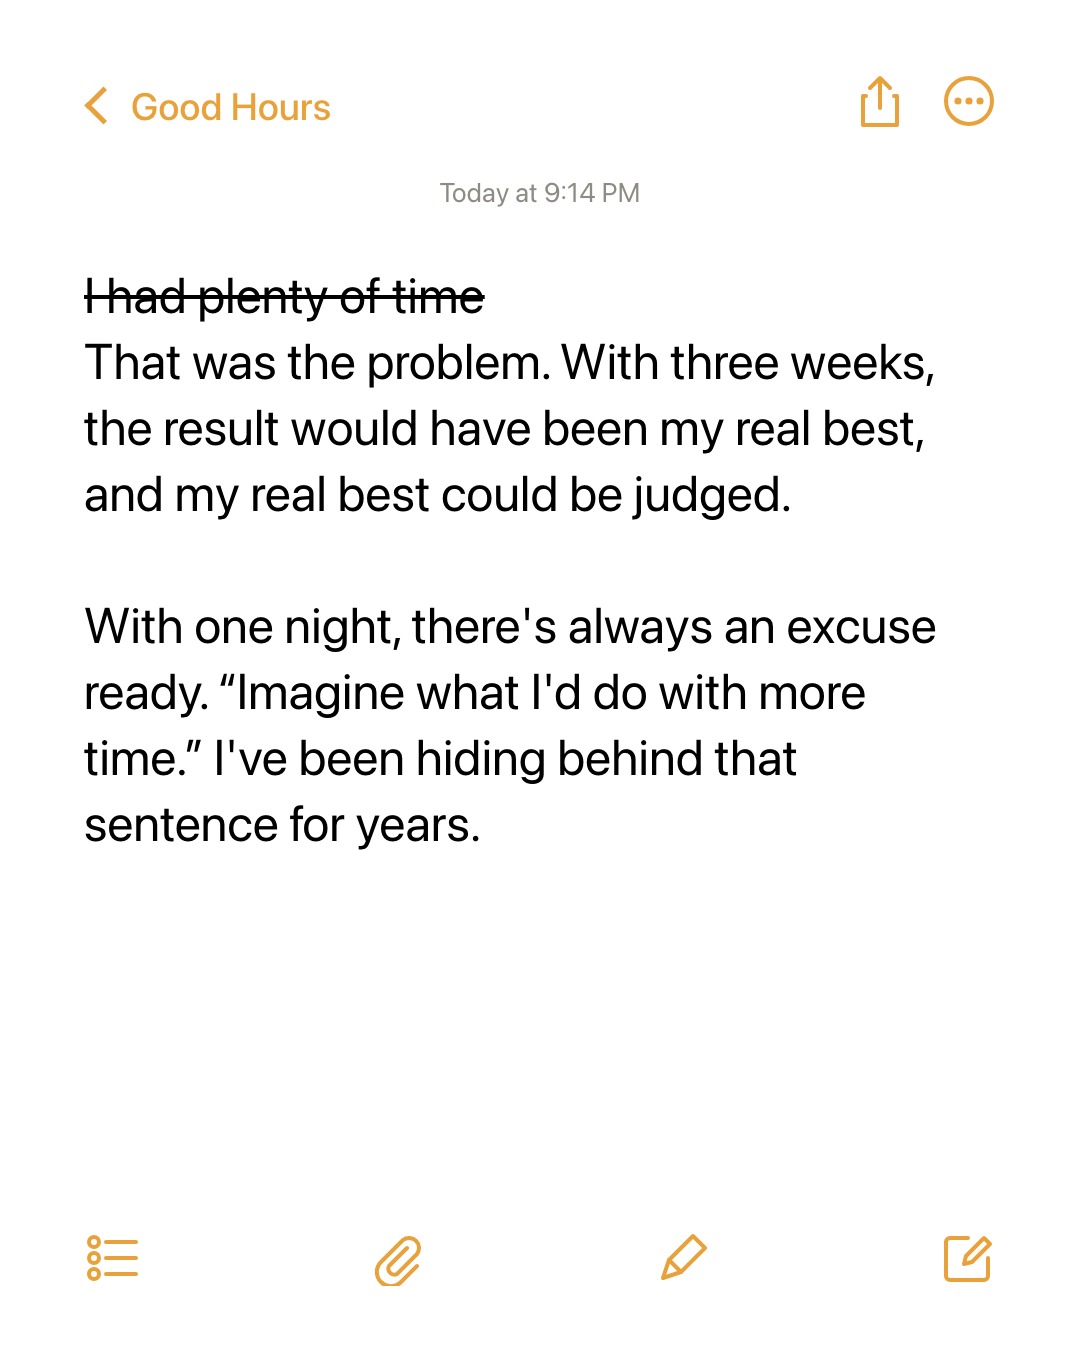 Good Hours
Today at 9:14 PM
I had plenty of time
That was the problem. With three weeks,
the result would have been my real best,
and my real best could be judged.
With one night, there's always an excuse
ready. “Imagine what I'd do with more
time.” I've been hiding behind that
sentence for years.